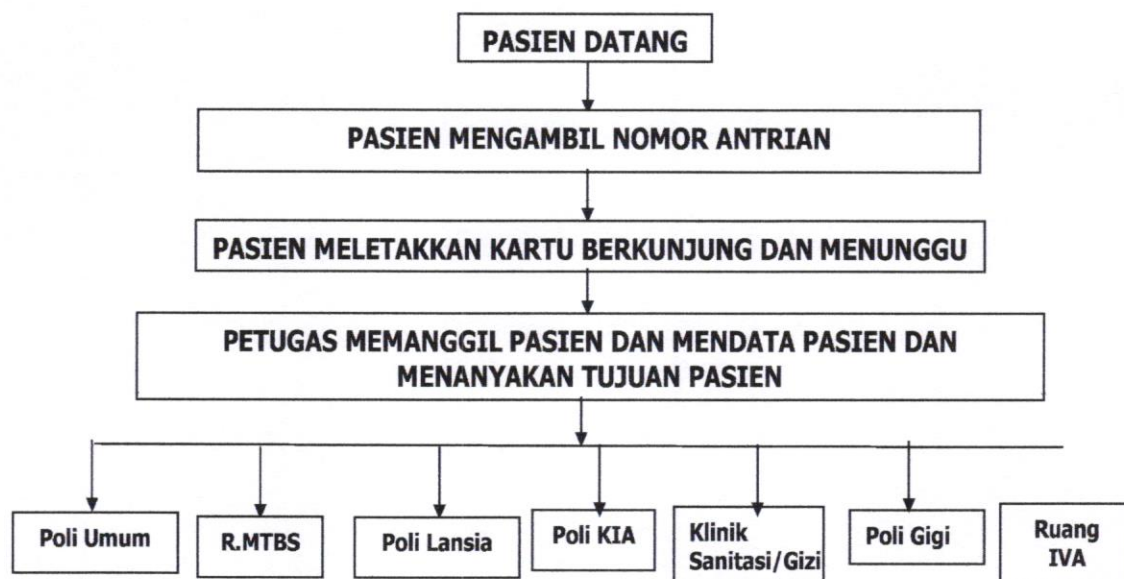 PASIEN DATANG
PASIEN MENGAMBIL NOMOR ANTRIAN
PASIEN MELETAKKAN KARTU BERKUNJUNG DAN MENUNGGU
PETUGAS MEMANGGIL PASIEN DAN MENDATA PASIEN DAN
MENANYAKAN TUJUAN PASIEN
Poli Umum
R.MTBS
Poli Lansia
Poli KIA
Klinik
Sanitasi/Gizi
Poli Gigi
Ruang
IVA